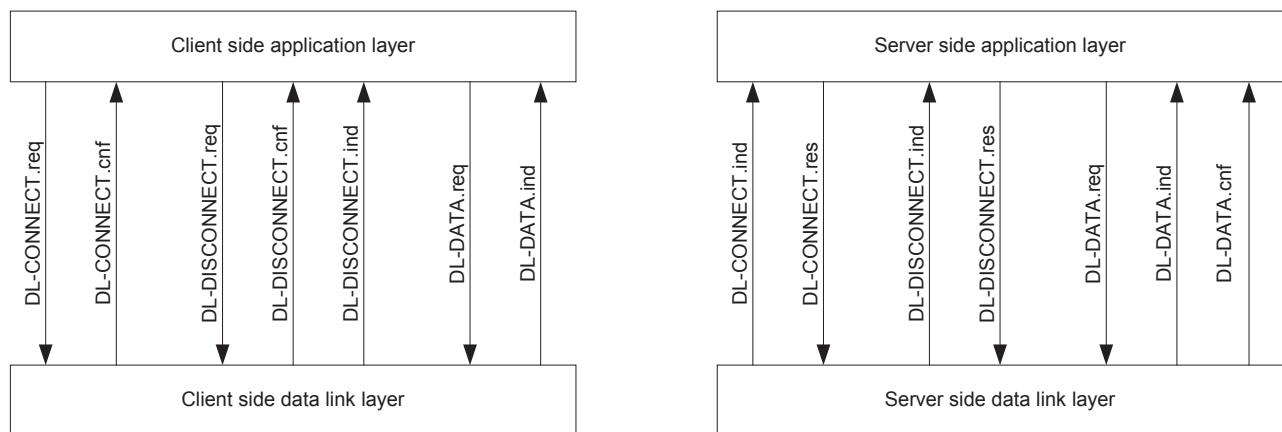 Client side application layer
Server side application layer
DL-CONNECT.req
DL-CONNECT.cnf
DL-DISCONNECT.req
DL-DISCONNECT.cnf
DL-DISCONNECT.ind
DL-DATA.req
DL-DATA.ind
DL-CONNECT.ind
DL-CONNECT.res
DL-DISCONNECT.ind
DL-DISCONNECT.res
DL-DATA.req
DL-DATA.ind
DL-DATA.cnf
Client side data link layer
Server side data link layer